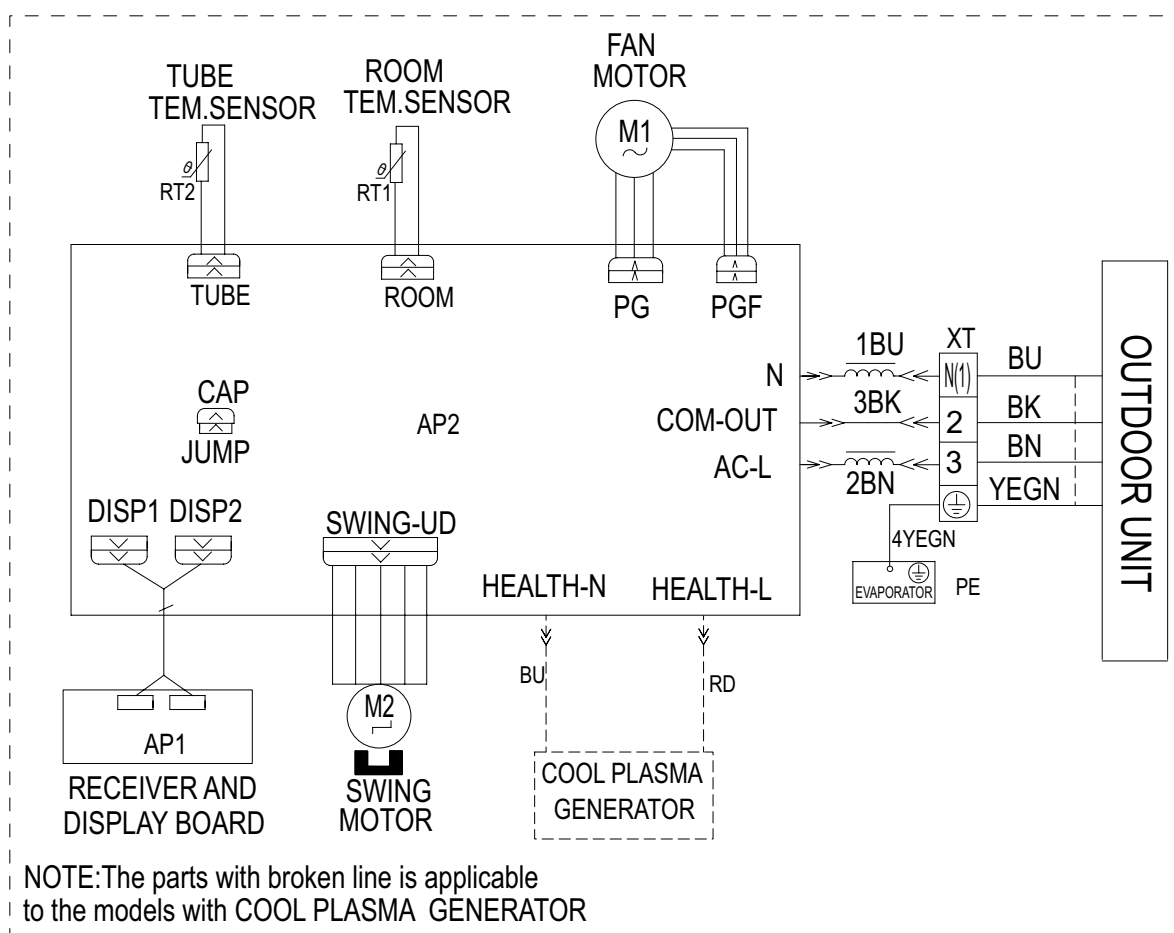 TUBE
TEM.SENSOR
ROOM
TEM.SENSOR
FAN
MOTOR
M1
θ
RT2
θ
RT1
TUBE
ROOM
PG
PGF
CAP
JUMP
AP2
N
COM-OUT
AC-L
1BU
3BK
2BN
XT
N(1)
2
3
BU
BK
BN
YEGN
OUTDOOR UNIT
4YEGN
EVAPORATOR
PE
DISP1 DISP2
SWING-UD
HEALTH-N
HEALTH-L
BU
RD
AP1
RECEIVER AND
DISPLAY BOARD
M2
SWING
MOTOR
COOL PLASMA
GENERATOR
NOTE:The parts with broken line is applicable
to the models with COOL PLASMA GENERATOR